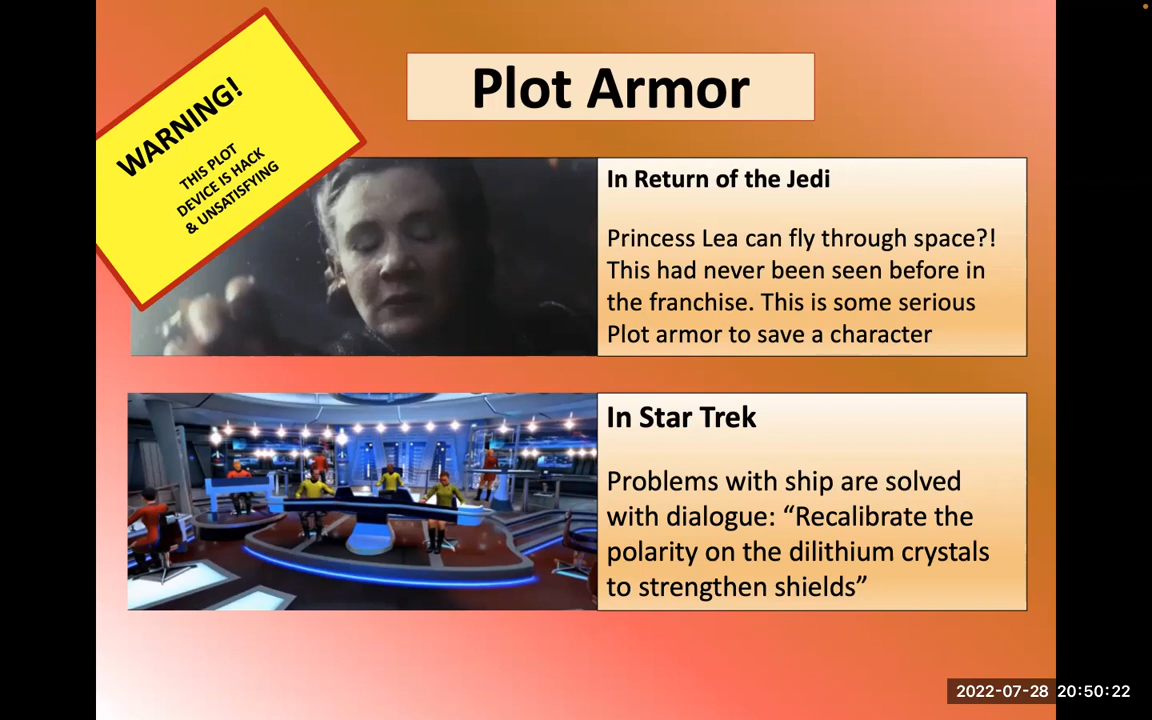 WARNING!
THIS PLOT
DEVICE IS HACK
& UNSATISFYING
Plot Armor
In Return of the Jedi
Princess Lea can fly through space?!
This had never been seen before in
the franchise. This is some serious
Plot armor to save a character
In Star Trek
Problems with ship are solved
with dialogue: “Recalibrate the
polarity on the dilithium crystals
to strengthen shields”
2022-07-28 20:50:22